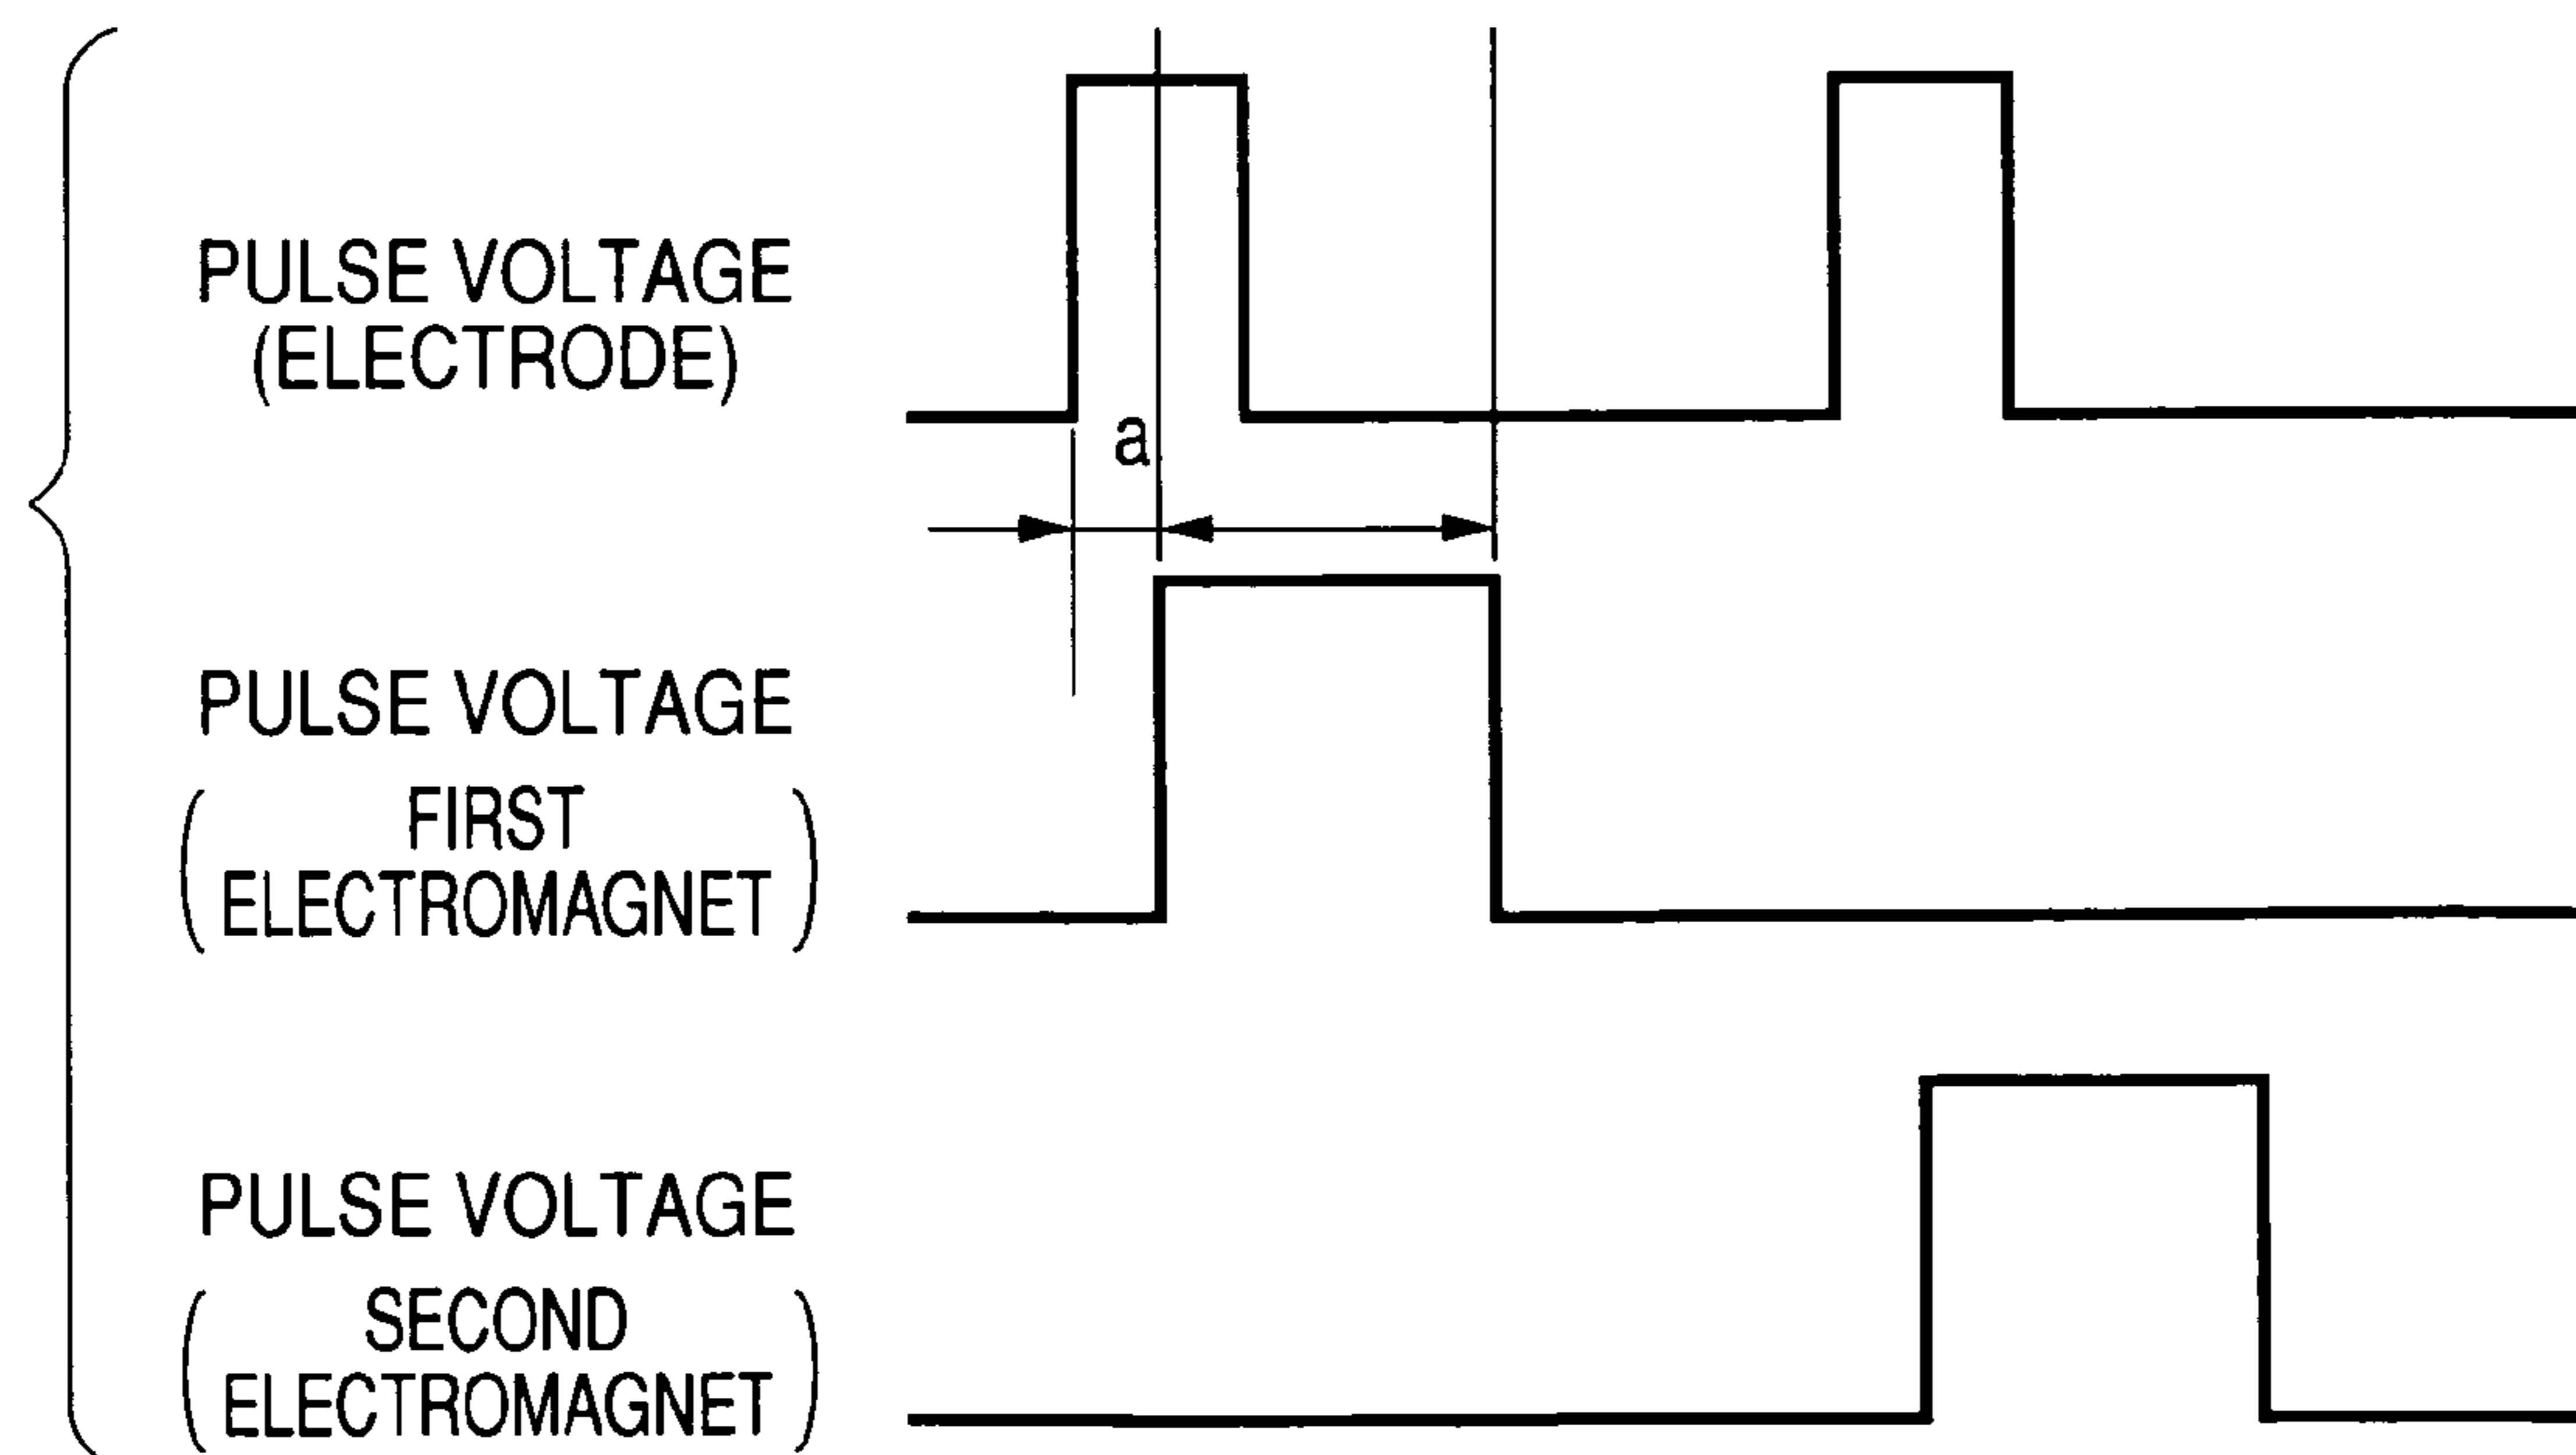 PULSE VOLTAGE
(ELECTRODE)
a
PULSE VOLTAGE
(FIRST
ELECTROMAGNET)
PULSE VOLTAGE
(SECOND
ELECTROMAGNET)